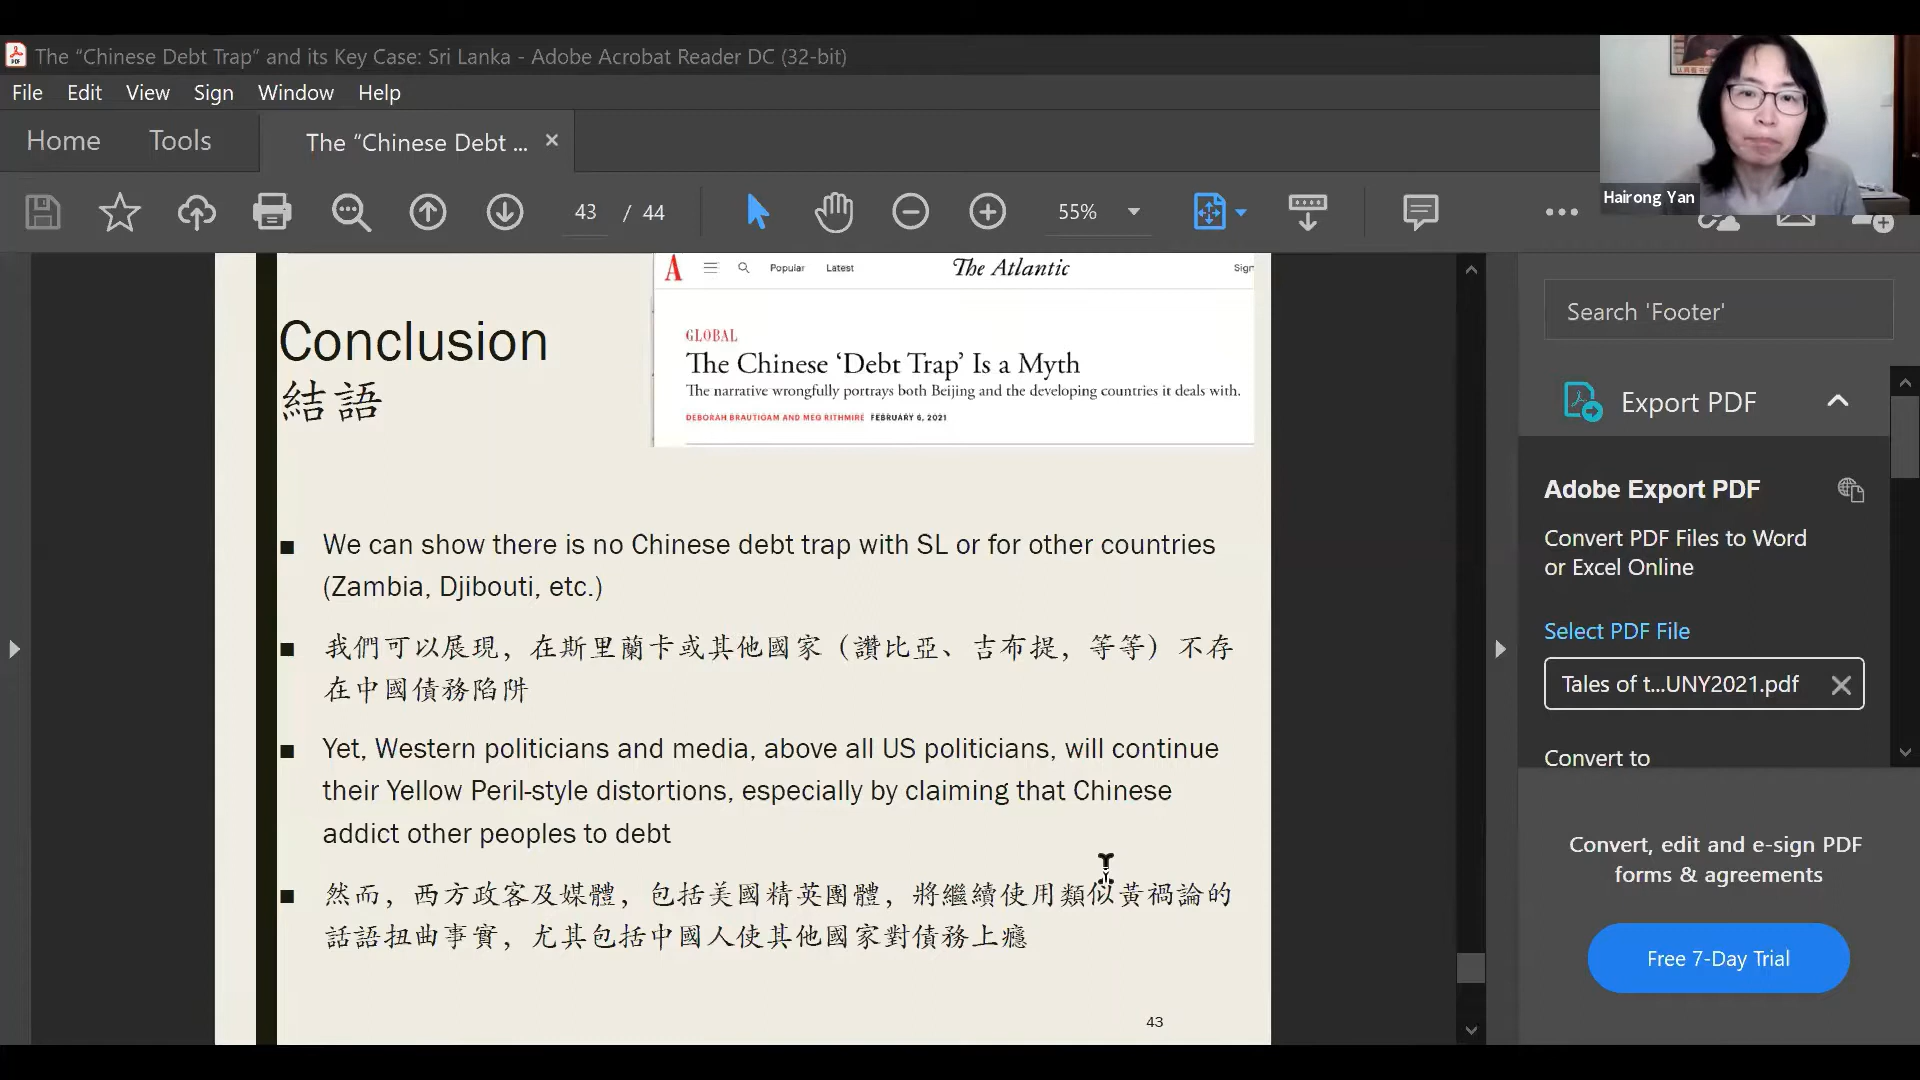 The “Chinese Debt Trap” and its Key Case: Sri Lanka - Adobe Acrobat Reader DC (32-bit)
File Edit View Sign Window Help
Home Tools The “Chinese Debt ... ×
43 / 44 55%
Hairong Yan
Popular Latest The Atlantic Sign
GLOBAL
The Chinese ‘Debt Trap’ Is a Myth
The narrative wrongfully portrays both Beijing and the developing countries it deals with.
DEBORAH BRAUTIGAM AND MEG RITHMIRE FEBRUARY 6, 2021
Conclusion
結語
■ We can show there is no Chinese debt trap with SL or for other countries
(Zambia, Djibouti, etc.)
■ 我們可以展現，在斯里蘭卡或其他國家（讚比亞、吉布提，等等）不存
在中國債務陷阱
■ Yet, Western politicians and media, above all US politicians, will continue
their Yellow Peril-style distortions, especially by claiming that Chinese
addict other peoples to debt
■ 然而，西方政客及媒體，包括美國精英團體，將繼續使用類似黃禍論的
話語扭曲事實，尤其包括中國人使其他國家對債務上癮
43
Search 'Footer'
Export PDF
Adobe Export PDF
Convert PDF Files to Word
or Excel Online
Select PDF File
Tales of t...UNY2021.pdf
Convert to
Convert, edit and e-sign PDF
forms & agreements
Free 7-Day Trial